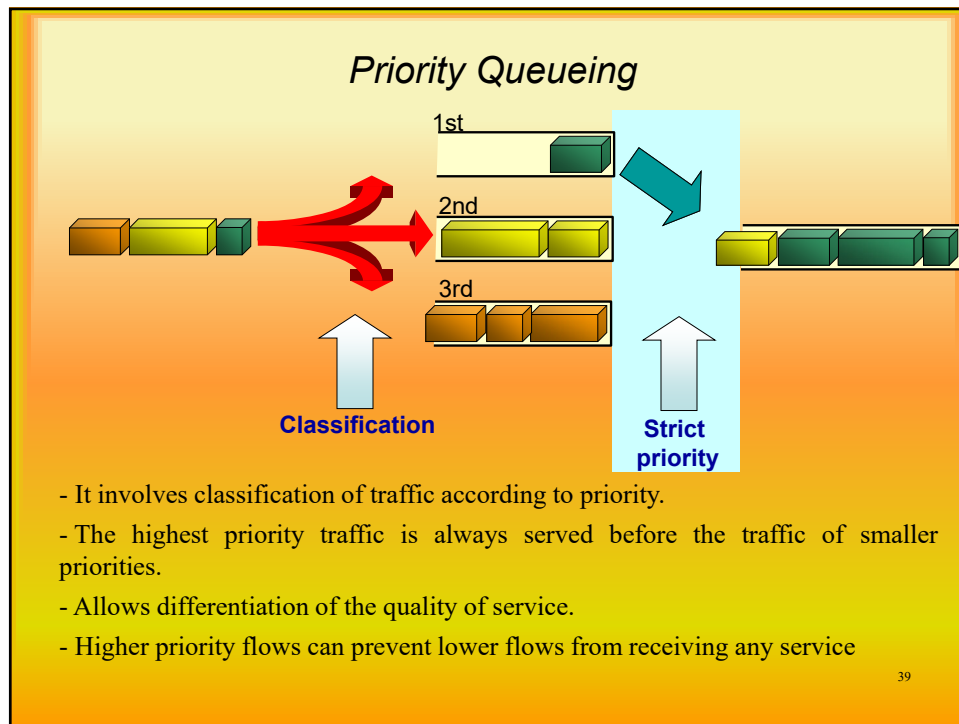 Priority Queueing
1st
2nd
3rd
Classification
Strict
priority
- It involves classification of traffic according to priority.
- The highest priority traffic is always served before the traffic of smaller
priorities.
- Allows differentiation of the quality of service.
- Higher priority flows can prevent lower flows from receiving any service
39